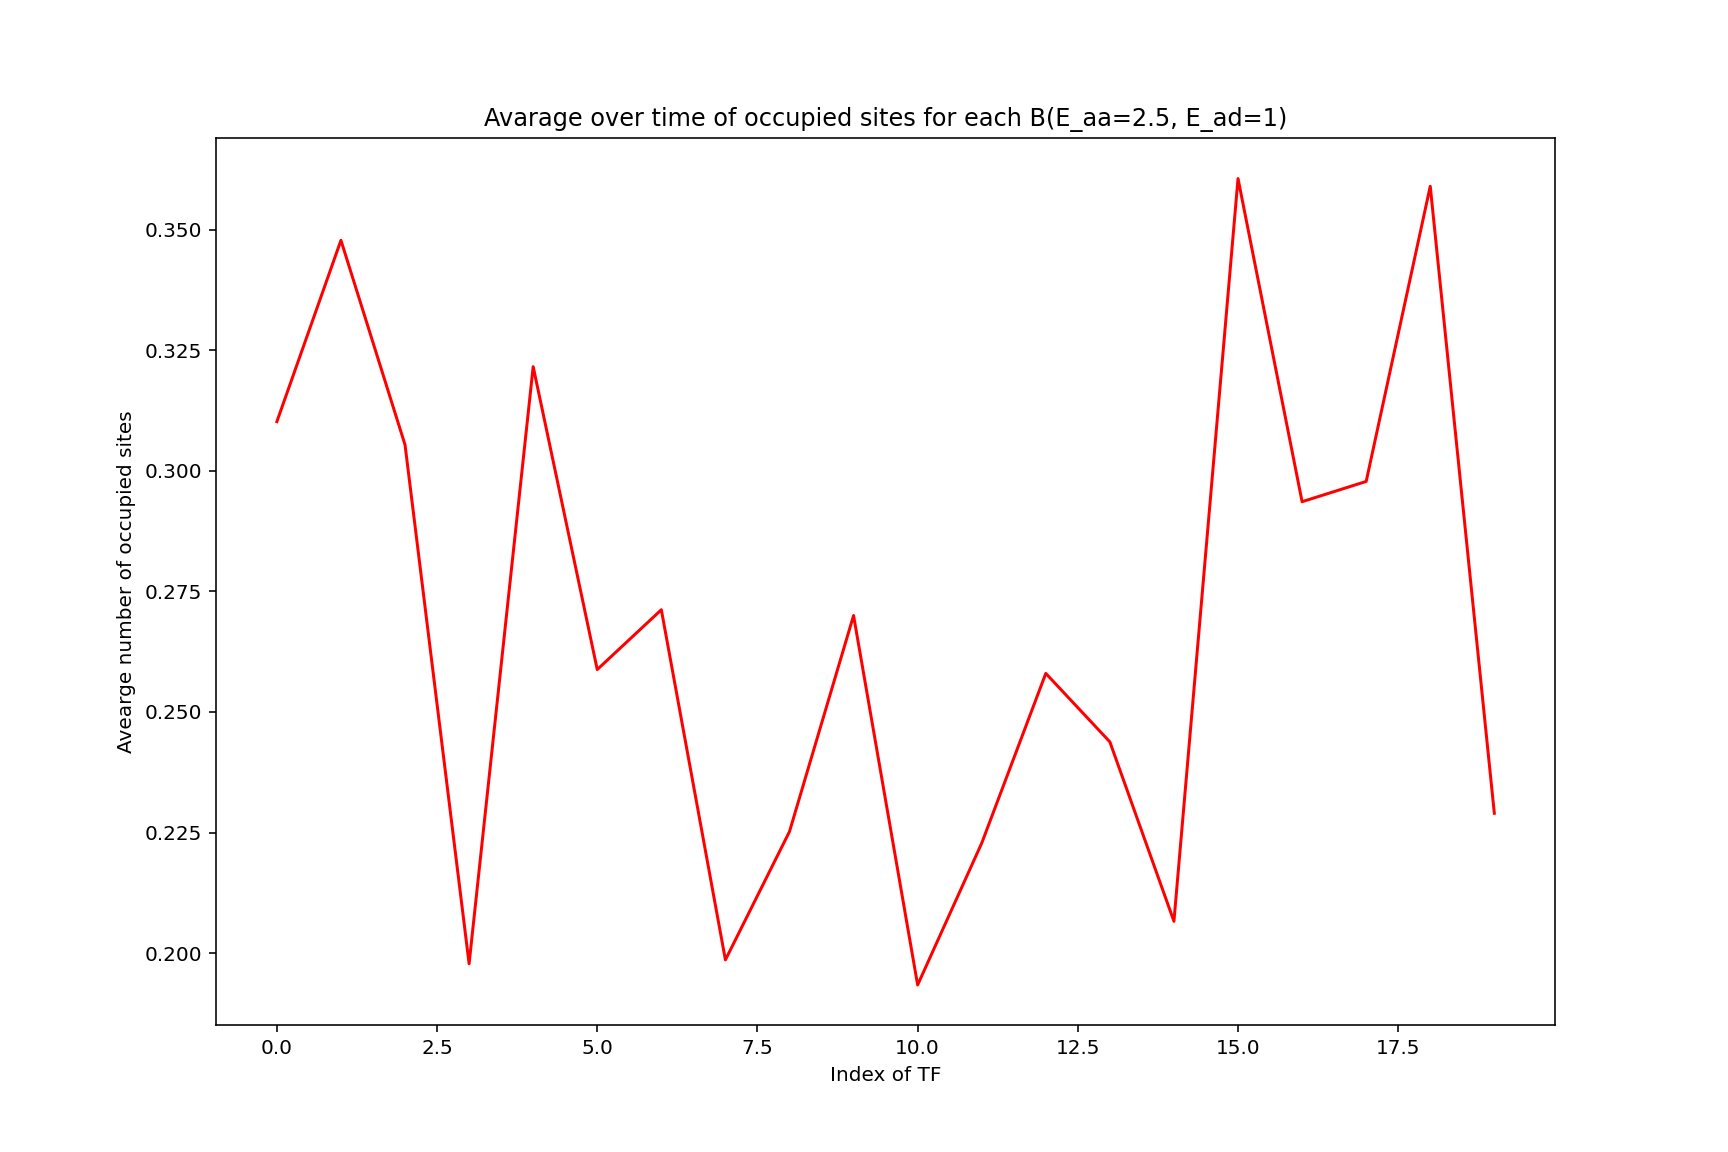 Avarage over time of occupied sites for each B(E_aa=2.5, E_ad=1)
Avearge number of occupied sites
0.350
0.325
0.300
0.275
0.250
0.225
0.200
0.0 2.5 5.0 7.5 10.0 12.5 15.0 17.5
Index of TF